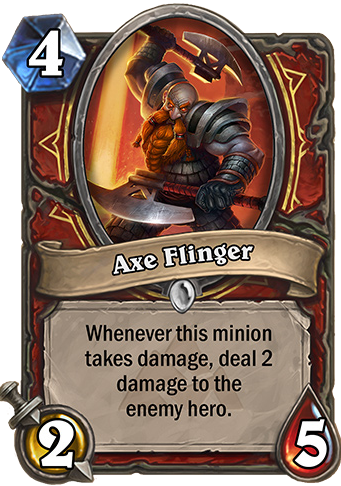 4
Axe Flinger
Whenever this minion
takes damage, deal 2
damage to the
enemy hero.
2
5